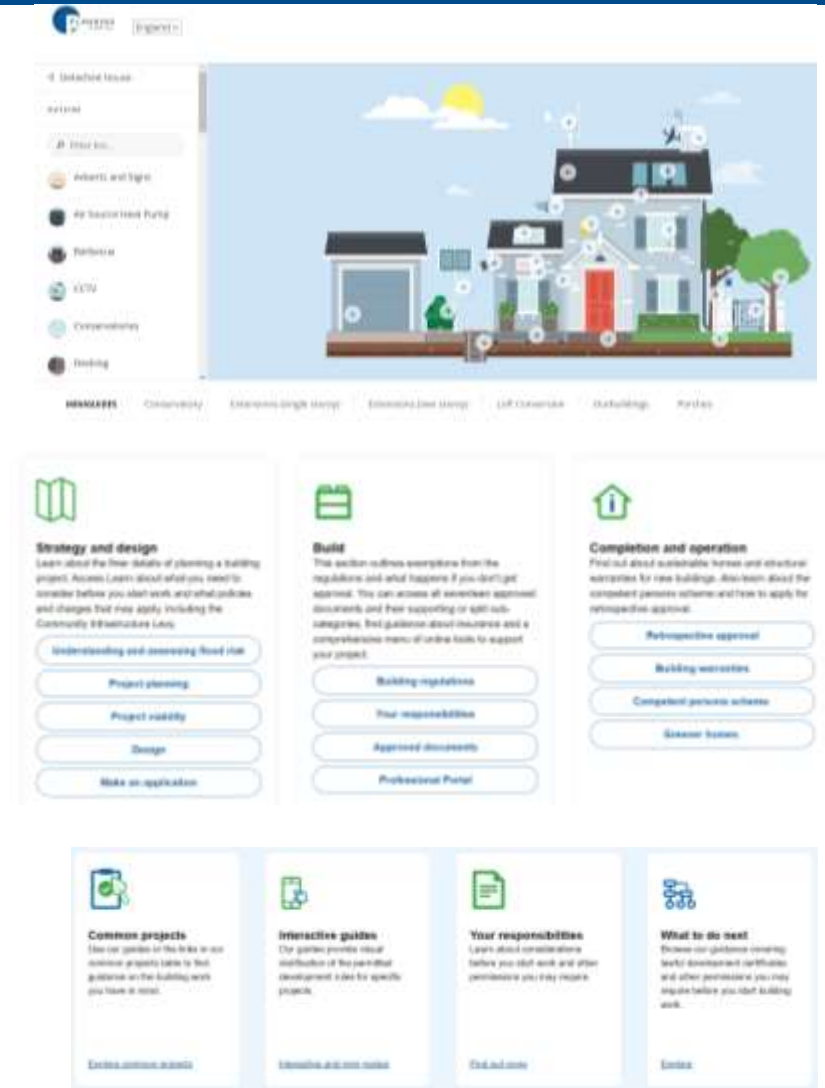 England
Detached House
OUTSIDE
Adverts and Signs
Air Source Heat Pump
Barbecue
CCTV
Conservatories
Decking
MINIGUIDES Conservatory Extensions (single storey) Extensions (two storey) Loft Conversion Outbuildings Porches
Strategy and design
Learn about the finer details of planning a building
project. Access Learn about what you need to
consider before you start work and what policies
and charges that may apply, including the
Community Infrastructure Levy.
Understanding and assessing flood risk
Project planning
Project viability
Design
Make an application
Build
This section outlines exemptions from the
regulations and what happens if you don't get
approval. You can access all seventeen approved
documents and their supporting or split sub-
categories, find guidance about insurance and a
comprehensive menu of online tools to support
your project.
Building regulations
Your responsibilities
Approved documents
Professional Portal
Completion and operation
Find out about sustainable homes and structural
warranties for new buildings. Also learn about the
competent persons scheme and how to apply for
retrospective approval.
Retrospective approval
Building warranties
Competent persons scheme
Greener homes
Common projects
Use our guides or the links in our
common projects table to find
guidance on the building work
you have in mind.
Explore common projects
Interactive guides
Our guides provide visual
clarification of the permitted
development rules for specific
projects.
Interactive and mini guides
Your responsibilities
Learn about considerations
before you start work and other
permissions you may require.
Find out more
What to do next
Browse our guidance covering
lawful development certificates
and other permissions you may
require before you start building
work.
Explore